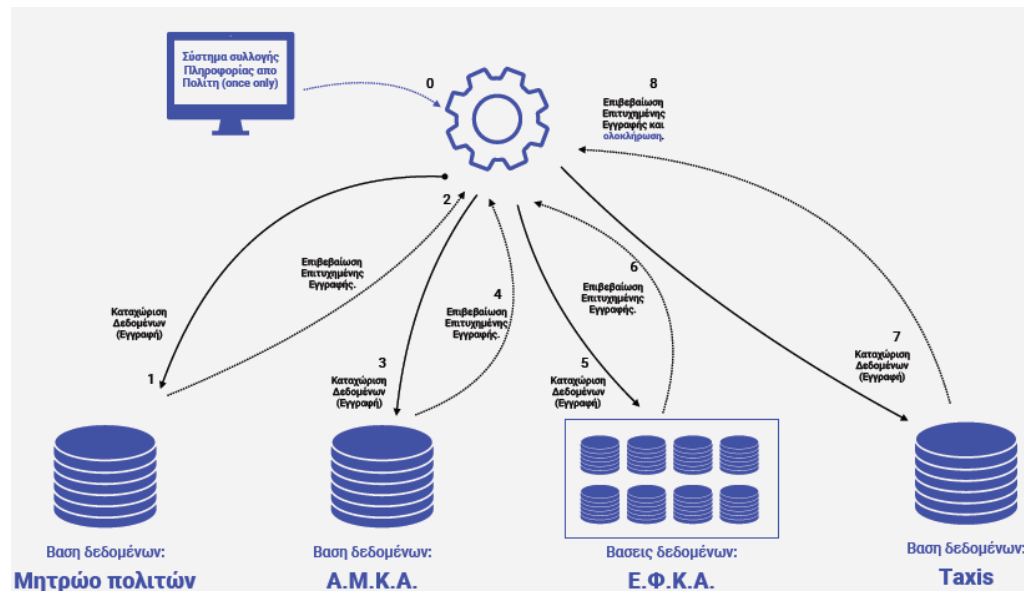 Σύστημα συλλογής
Πληροφορίας απο
Πολίτη (once only)
0
8
Επιβεβαίωση
Επιτυχημένης
Εγγραφής και
ολοκλήρωση.
2
Επιβεβαίωση
Επιτυχημένης
Εγγραφής.
Καταχώριση
Δεδομένων
(Εγγραφή)
1
4
Επιβεβαίωση
Επιτυχημένης
Εγγραφής.
3
Καταχώριση
Δεδομένων
(Εγγραφή)
6
Επιβεβαίωση
Επιτυχημένης
Εγγραφής.
5
Καταχώριση
Δεδομένων
(Εγγραφή)
7
Καταχώριση
Δεδομένων
(Εγγραφή)
Βαση δεδομένων:
Μητρώο πολιτών
Βαση δεδομένων:
Α.Μ.Κ.Α.
Βασεις δεδομένων:
Ε.Φ.Κ.Α.
Βαση δεδομένων:
Taxis